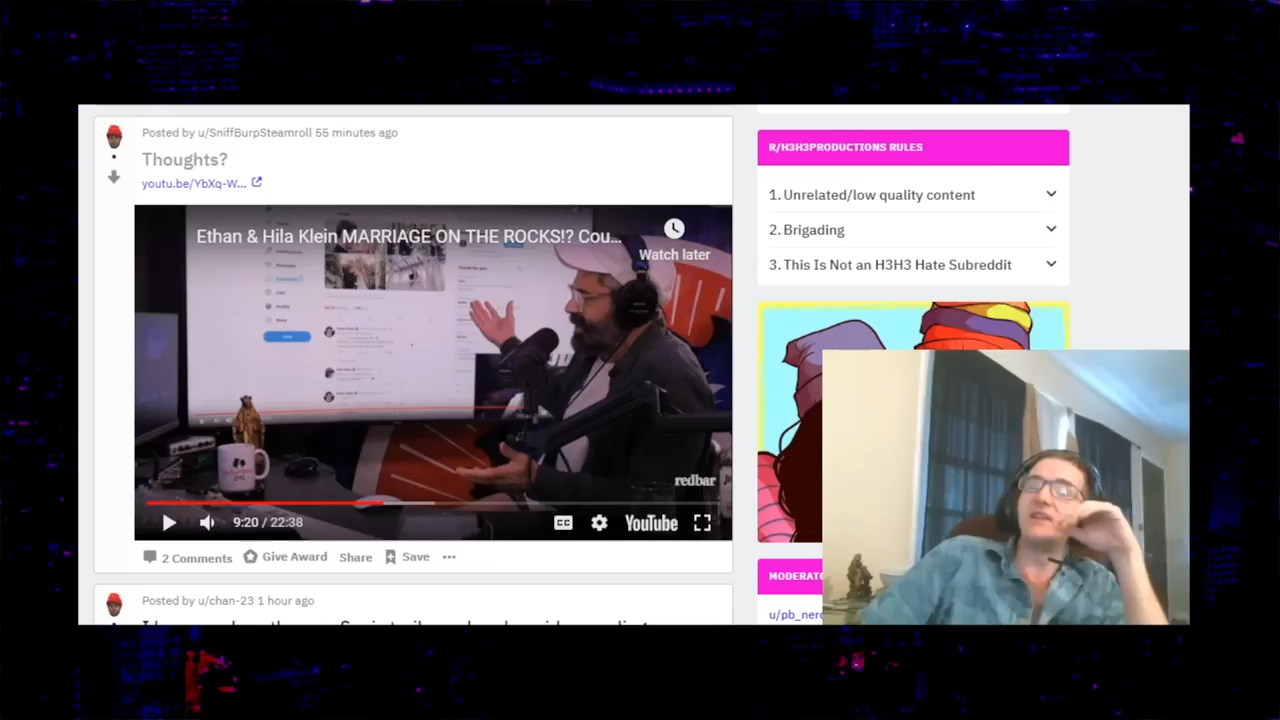 Posted by u/SniffBurpSteamroll 55 minutes ago
Thoughts?
youtu.be/YbXq-W...
Ethan & Hila Klein MARRIAGE ON THE ROCKS!? Cou...
Watch later
redbar
9:20 / 22:38
CC
YouTube
2 Comments
Give Award
Share
Save
Posted by u/chan-23 1 hour ago
R/H3H3PRODUCTIONS RULES
1. Unrelated/low quality content
2. Brigading
3. This Is Not an H3H3 Hate Subreddit
MODERATO
u/pb_nerd